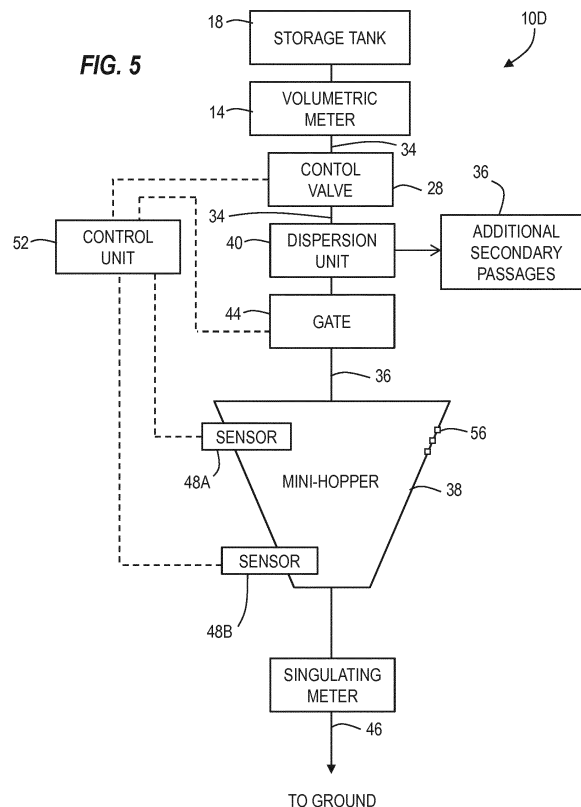 18
STORAGE TANK
10D
FIG. 5
14
VOLUMETRIC
METER
34
CONTOL
VALVE
28
36
34
52
CONTROL
UNIT
40
DISPERSION
UNIT
ADDITIONAL
SECONDARY
PASSAGES
44
GATE
36
SENSOR
56
48A
MINI-HOPPER
38
SENSOR
48B
SINGULATING
METER
46
TO GROUND